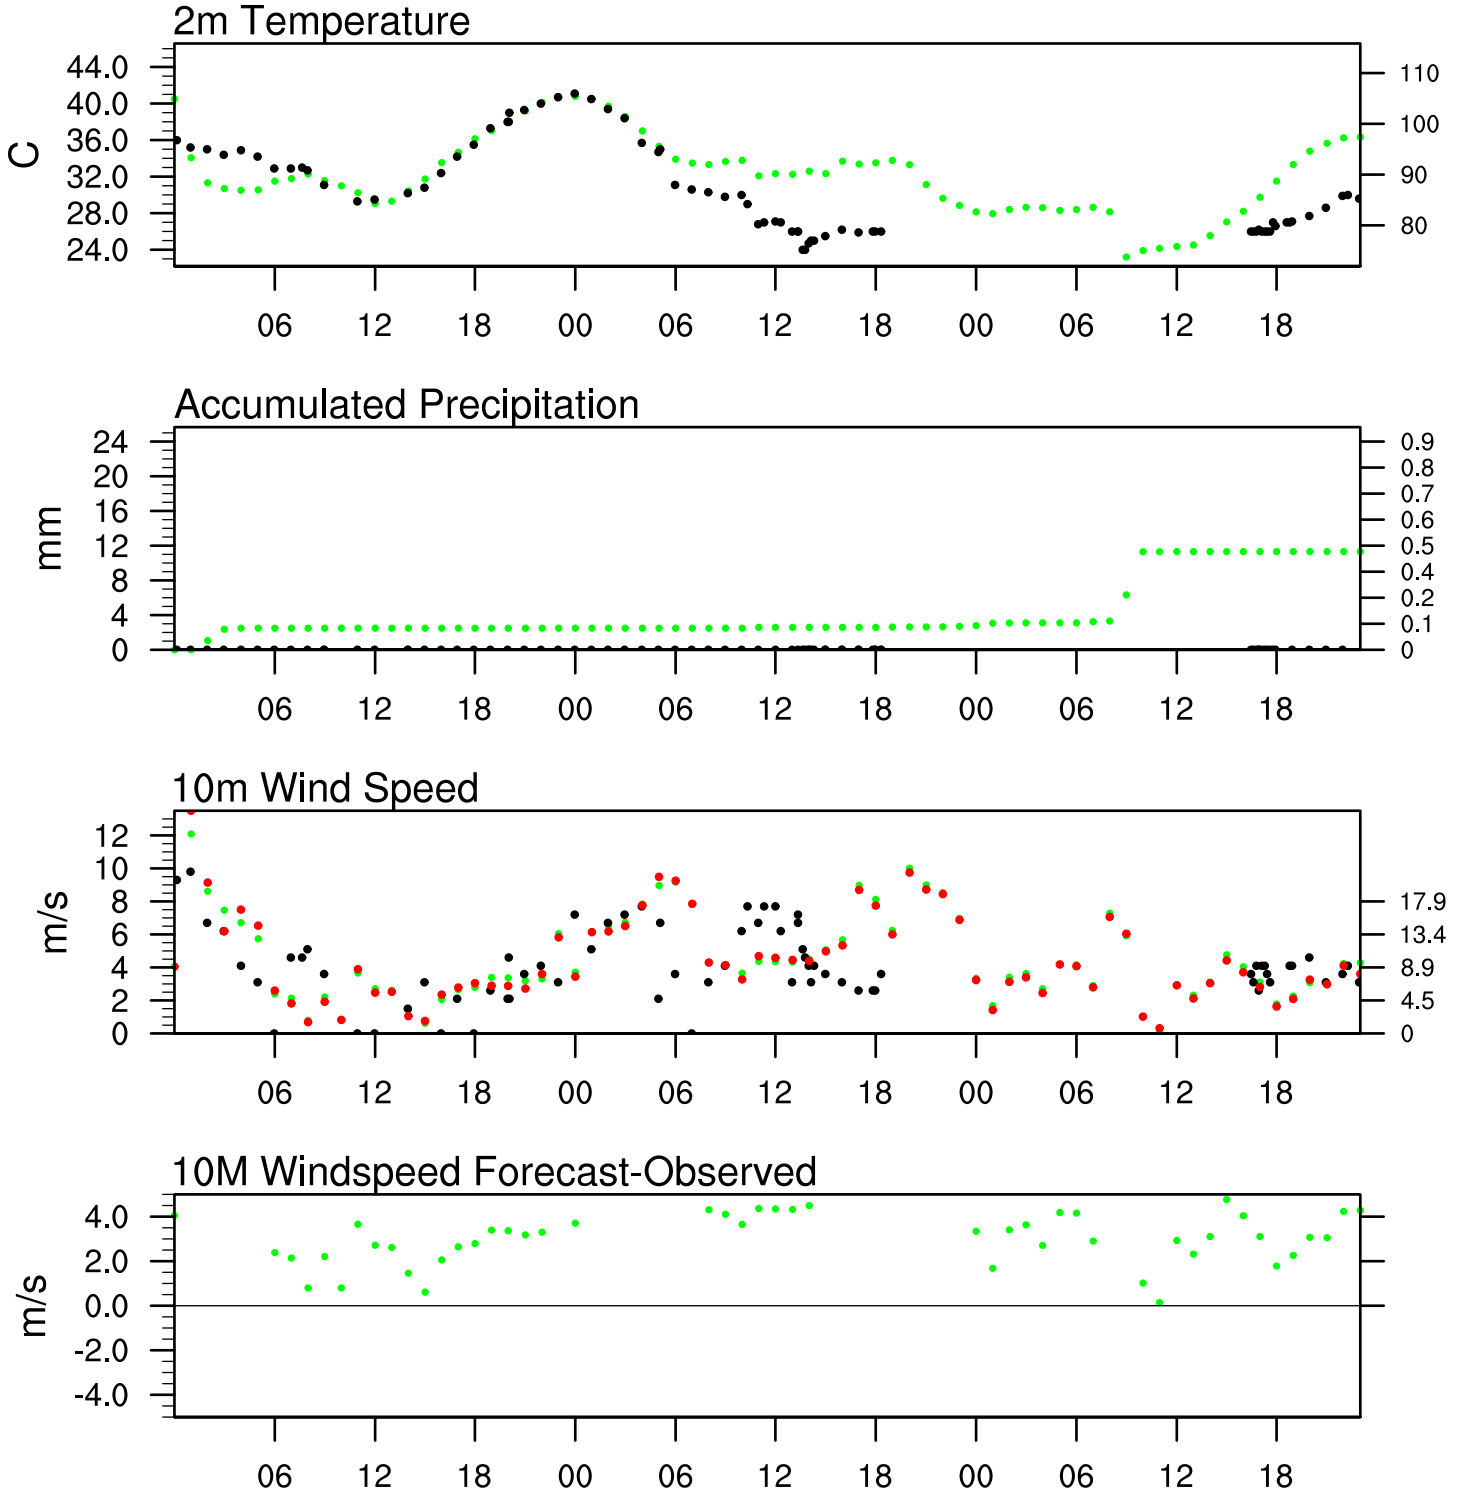 2m Temperature
44.0 110
40.0 100
36.0
32.0 90
28.0 80
24.0
C
06 12 18 00 06 12 18 00 06 12 18
Accumulated Precipitation
24 0.9
20 0.8
16 0.7
12 0.6
8 0.5
4 0.4
0 0.2
0.1
0
mm
06 12 18 00 06 12 18 00 06 12 18
10m Wind Speed
12
10
8 17.9
6 13.4
4 8.9
2 4.5
0 0
m/s
06 12 18 00 06 12 18 00 06 12 18
10M Windspeed Forecast-Observed
4.0
2.0
0.0
-2.0
-4.0
m/s
06 12 18 00 06 12 18 00 06 12 18